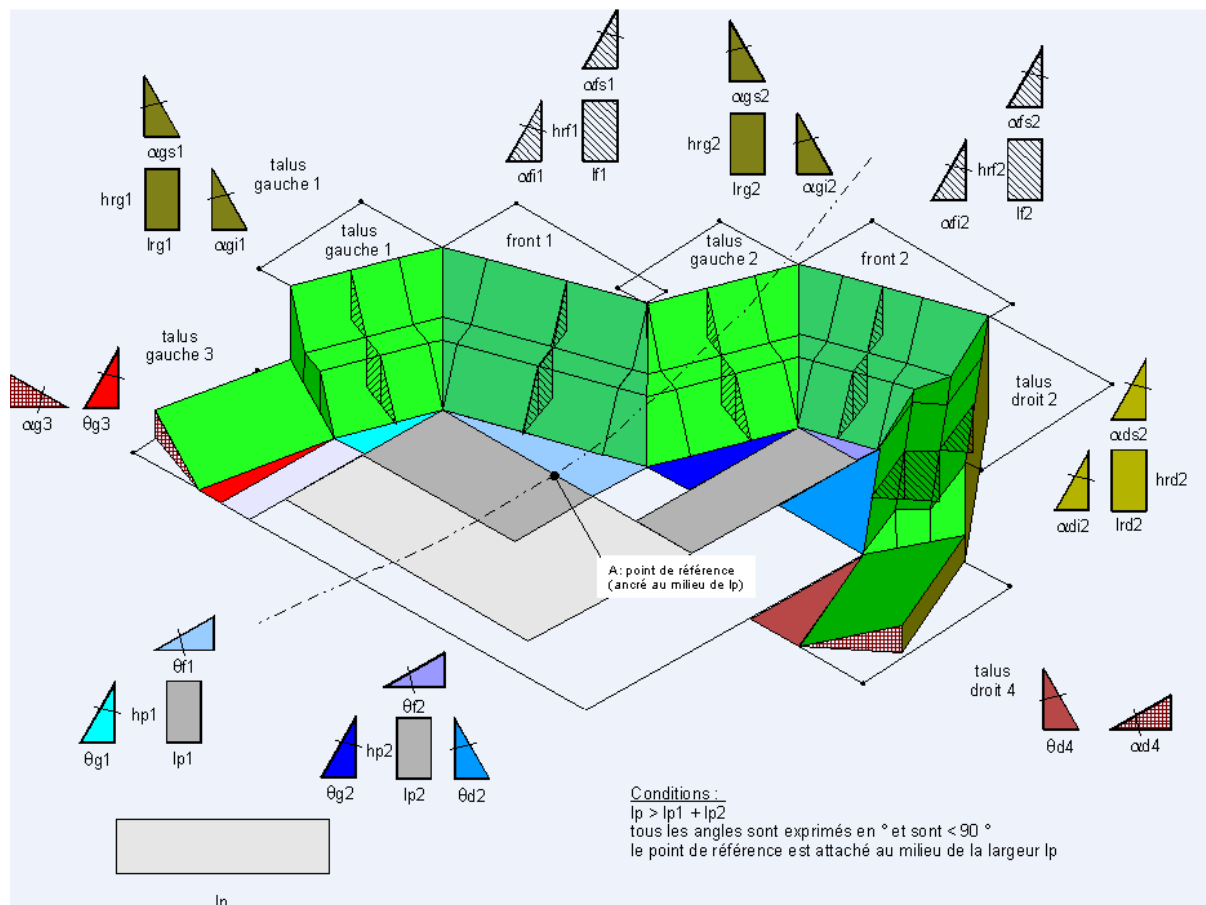 αfs1
αgs2
αfs2
αgs1
hrf1
αfi1
lf1
hrg2
lrg2
αgi2
hrf2
αfi2
lf2
talus
gauche 1
hrg1
lrg1
αgi1
talus
gauche 1
front 1
talus
gauche 2
front 2
talus
gauche 3
αg3
θg3
talus
droit 2
αds2
hrd2
αdi2
lrd2
A: point de référence
(ancré au milieu de lp)
θf1
hp1
θg1
lp1
θf2
hp2
θg2
lp2
θd2
talus
droit 4
θd4
αd4
Conditions :
lp > lp1 + lp2
tous les angles sont exprimés en ° et sont < 90 °
le point de référence est attaché au milieu de la largeur lp
lp